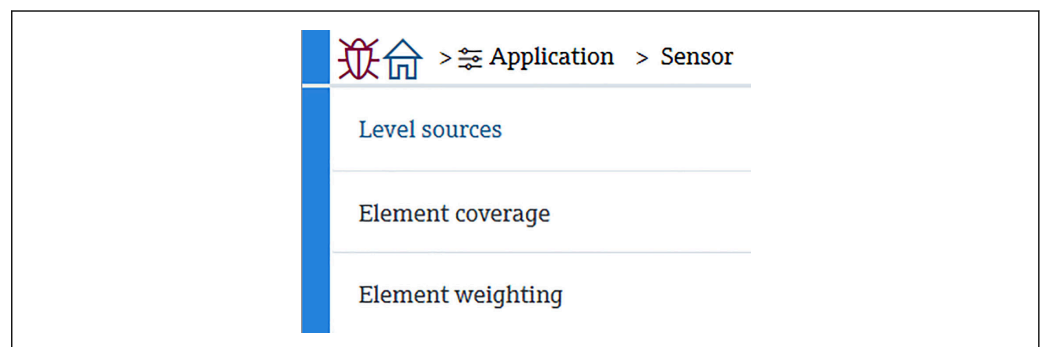 > Application > Sensor
Level sources
Element coverage
Element weighting